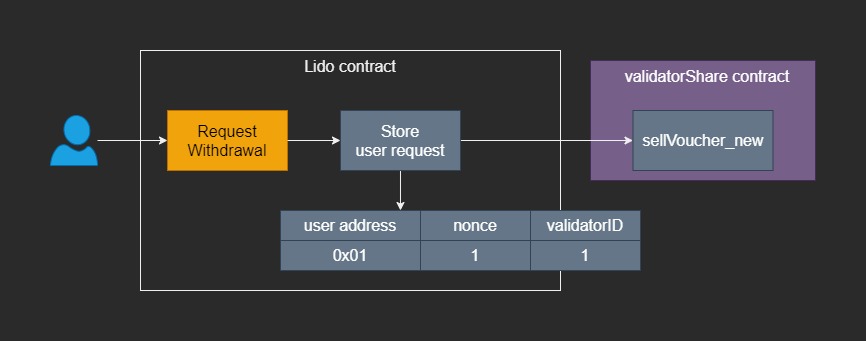 Lido contract
validatorShare contract
Request
Withdrawal
Store
user request
sellVoucher_new
user address nonce validatorID
0x01 1 1